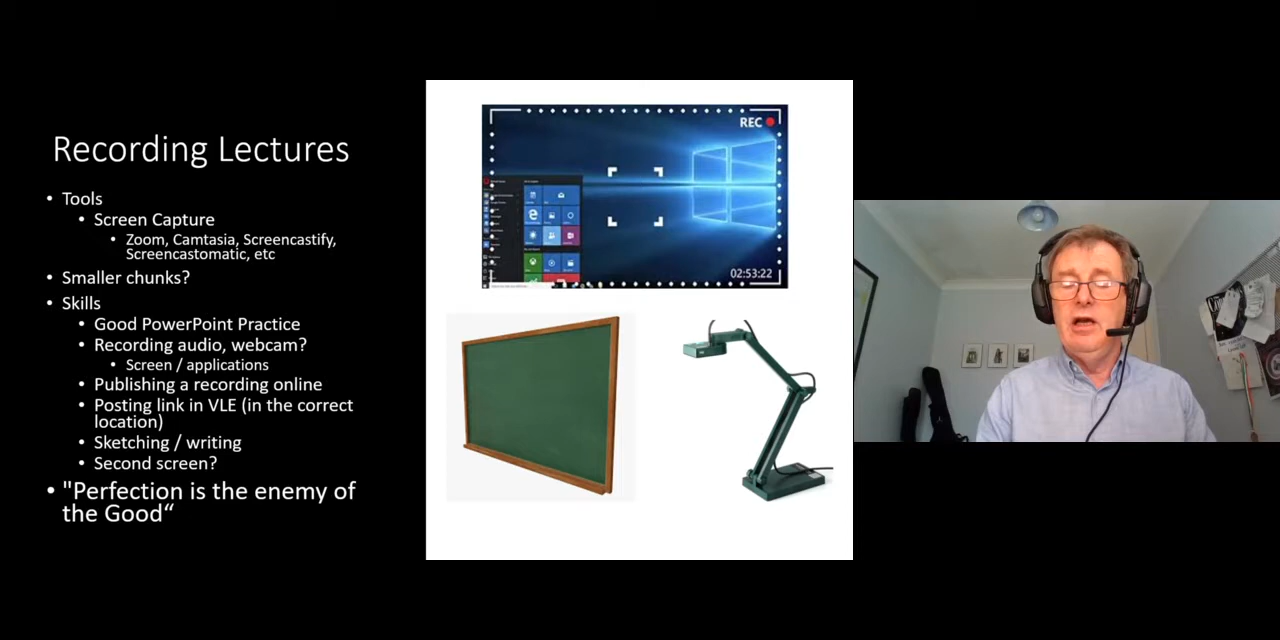 Recording Lectures
• Tools
• Screen Capture
• Zoom, Camtasia, Screencastify,
Screencastomatic, etc
• Smaller chunks?
• Skills
• Good PowerPoint Practice
• Recording audio, webcam?
• Screen / applications
• Publishing a recording online
• Posting link in VLE (in the correct
location)
• Sketching / writing
• Second screen?
• "Perfection is the enemy of
the Good“
REC
02:53:22